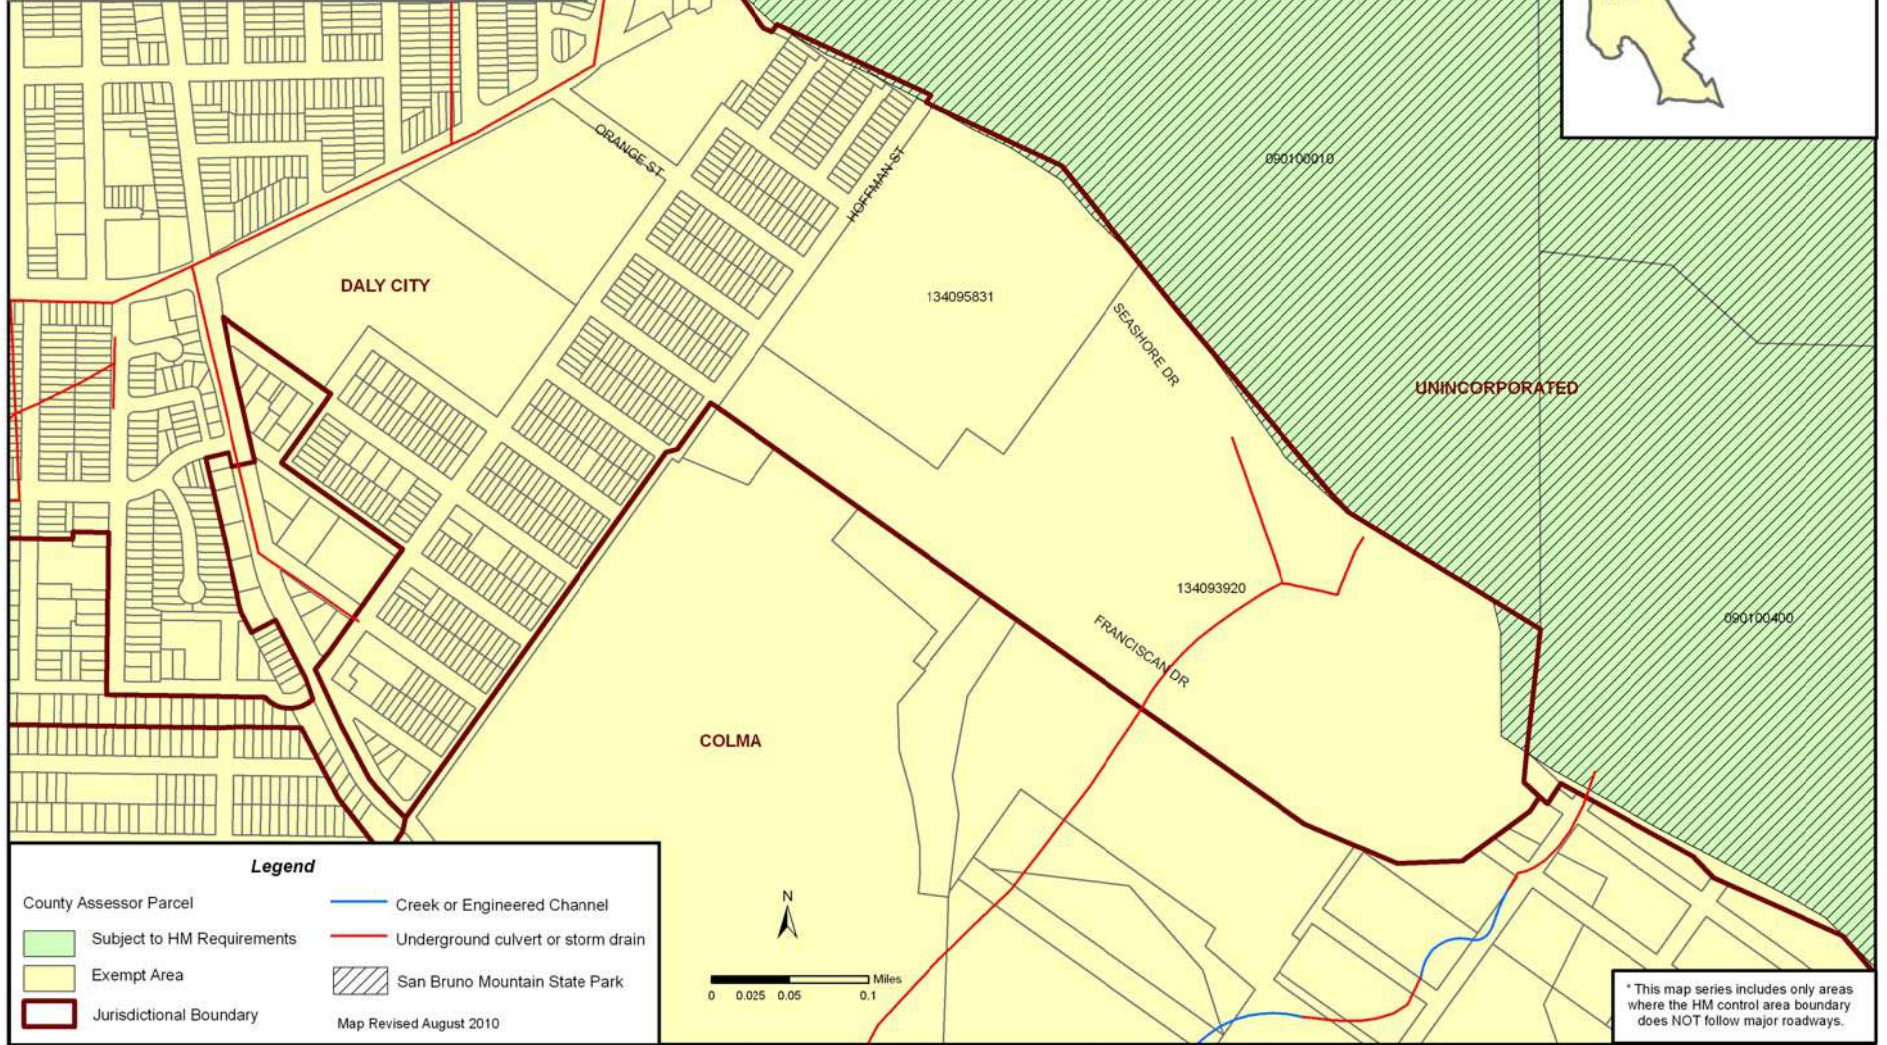 090100010
ORANGE ST
HOFFMAN ST
DALY CITY
134095831
SEASHORE DR
UNINCORPORATED
134093920
090100400
FRANCISCAN DR
COLMA
Legend
County Assessor Parcel
Subject to HM Requirements
Exempt Area
Jurisdictional Boundary
Creek or Engineered Channel
Underground culvert or storm drain
San Bruno Mountain State Park
Map Revised August 2010
N
Miles
0 0.025 0.05 0.1
* This map series includes only areas
where the HM control area boundary
does NOT follow major roadways.